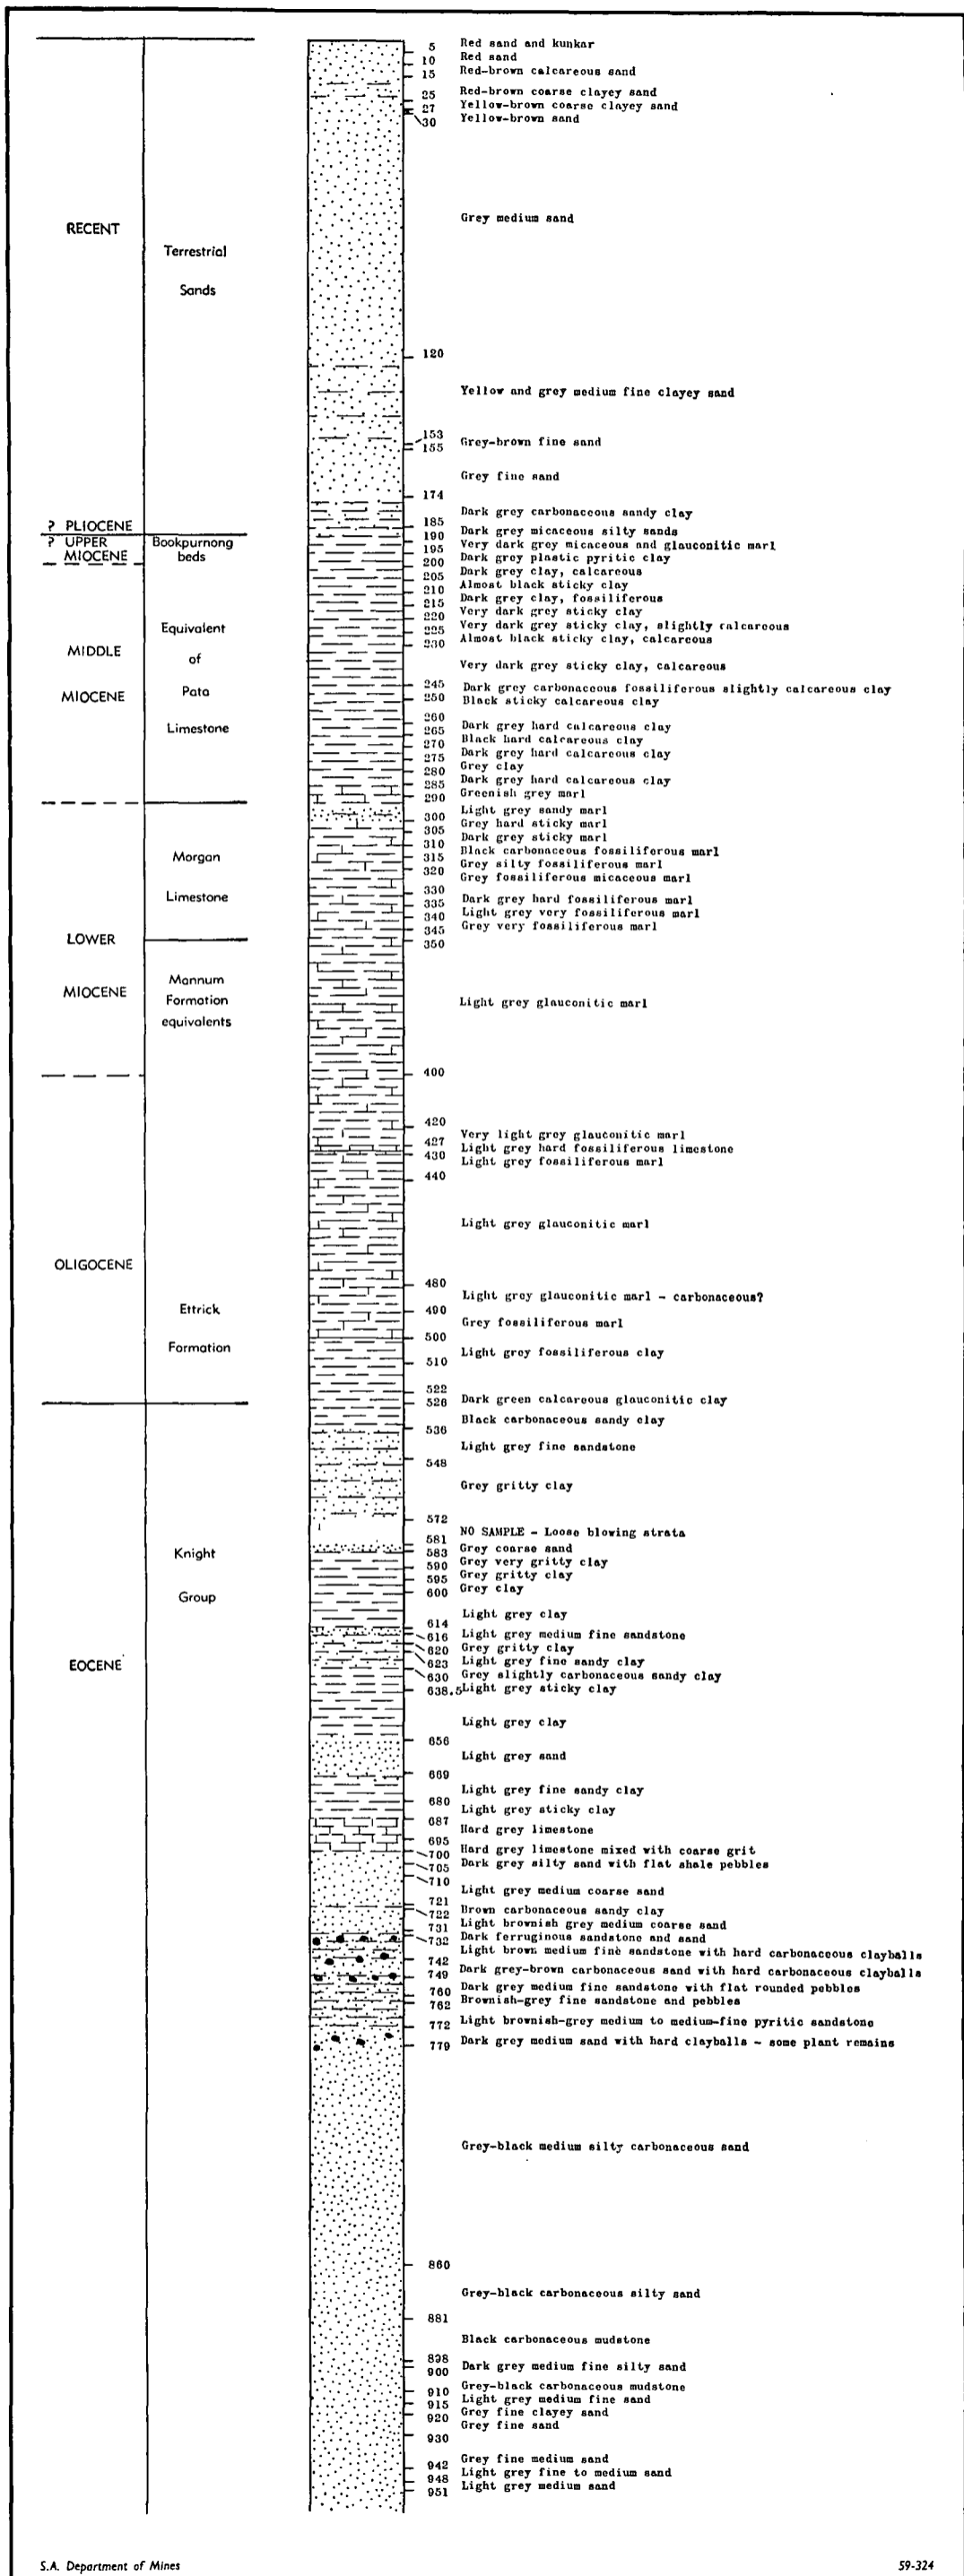 5 Red sand and kunkar
10 Red sand
15 Red-brown calcareous sand
25 Red-brown coarse clayey sand
27 Yellow-brown coarse clayey sand
30 Yellow-brown sand
Grey medium sand
RECENT
Terrestrial
Sands
120
Yellow and grey medium fine clayey sand
153
155 Grey-brown fine sand
Grey fine sand
174
Dark grey carbonaceous sandy clay
185
? PLIOCENE
190 Dark grey micaceous silty sands
? UPPER MIOCENE
Bookpurnong beds
195 Very dark grey micaceous and glauconitic marl
200 Dark grey plastic pyritic clay
205 Dark grey clay, calcareous
210 Almost black sticky clay
215 Dark grey clay, fossiliferous
220 Very dark grey sticky clay
225 Very dark grey sticky clay, slightly calcareous
230 Almost black sticky clay, calcareous
Equivalent
of
Pata
Limestone
MIDDLE
MIOCENE
Very dark grey sticky clay, calcareous
245 Dark grey carbonaceous fossiliferous slightly calcareous clay
250 Black sticky calcareous clay
260
265 Dark grey hard calcareous clay
270 Black hard calcareous clay
275 Dark grey hard calcareous clay
280 Grey clay
285 Dark grey hard calcareous clay
290 Greenish grey marl
300 Light grey sandy marl
305 Grey hard sticky marl
310 Dark grey sticky marl
315 Black carbonaceous fossiliferous marl
320 Grey silty fossiliferous marl
Grey fossiliferous micaceous marl
Morgan
Limestone
330
335 Dark grey hard fossiliferous marl
340 Light grey very fossiliferous marl
345 Grey very fossiliferous marl
350
LOWER
MIOCENE
Mannum
Formation
equivalents
Light grey glauconitic marl
400
420
427 Very light grey glauconitic marl
430 Light grey hard fossiliferous limestone
Light grey fossiliferous marl
440
Light grey glauconitic marl
OLIGOCENE
480
Light grey glauconitic marl - carbonaceous?
490
Ettrick
Formation
Grey fossiliferous marl
500
Light grey fossiliferous clay
510
522
526 Dark green calcareous glauconitic clay
Black carbonaceous sandy clay
536
Light grey fine sandstone
548
Grey gritty clay
572
NO SAMPLE - Loose blowing strata
581
583 Grey coarse sand
590 Grey very gritty clay
595 Grey gritty clay
600 Grey clay
Knight
Group
Light grey clay
614
616 Light grey medium fine sandstone
620 Grey gritty clay
623 Light grey fine sandy clay
630 Grey slightly carbonaceous sandy clay
638.5 Light grey sticky clay
EOCENE
Light grey clay
656
Light grey sand
669
Light grey fine sandy clay
680
Light grey sticky clay
687
Hard grey limestone
695
700 Hard grey limestone mixed with coarse grit
705 Dark grey silty sand with flat shale pebbles
710
Light grey medium coarse sand
721
722 Brown carbonaceous sandy clay
731 Light brownish grey medium coarse sand
732 Dark ferruginous sandstone and sand
742 Light brown medium fine sandstone with hard carbonaceous clayballs
749 Dark grey-brown carbonaceous sand with hard carbonaceous clayballs
760 Dark grey medium fine sandstone with flat rounded pebbles
762 Brownish-grey fine sandstone and pebbles
772 Light brownish-grey medium to medium-fine pyritic sandstone
779 Dark grey medium sand with hard clayballs - some plant remains
Grey-black medium silty carbonaceous sand
860
Grey-black carbonaceous silty sand
881
Black carbonaceous mudstone
898
900 Dark grey medium fine silty sand
910 Grey-black carbonaceous mudstone
915 Light grey medium fine sand
920 Grey fine clayey sand
Grey fine sand
930
942 Grey fine medium sand
948 Light grey fine to medium sand
951 Light grey medium sand
S.A. Department of Mines
59-324